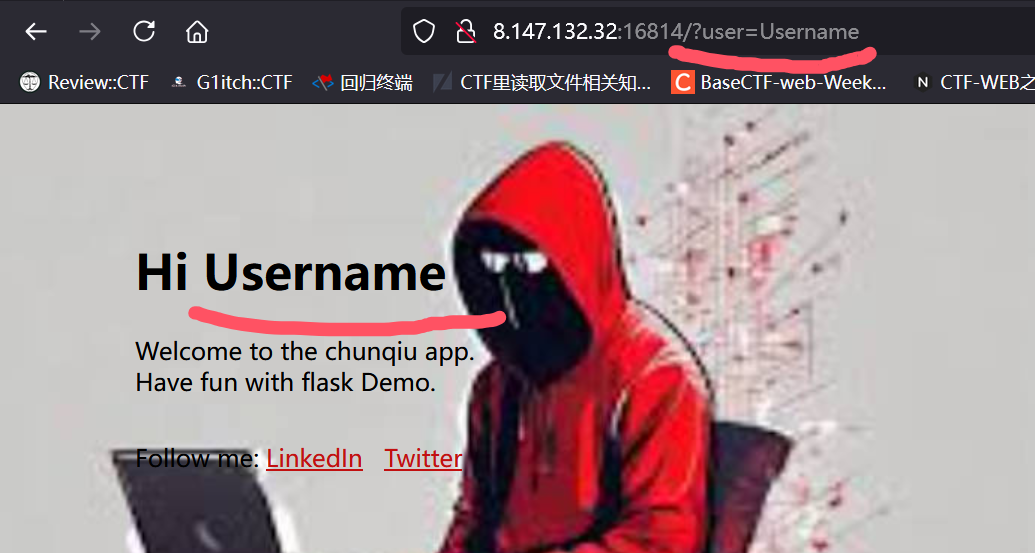 8.147.132.32:16814/?user=Username
Review::CTF G1itch::CTF 回归终端 CTF里读取文件相关知... BaseCTF-web-Week... N CTF-WEB之
Hi Username
Welcome to the chunqiu app.
Have fun with flask Demo.
Follow me: LinkedIn Twitter